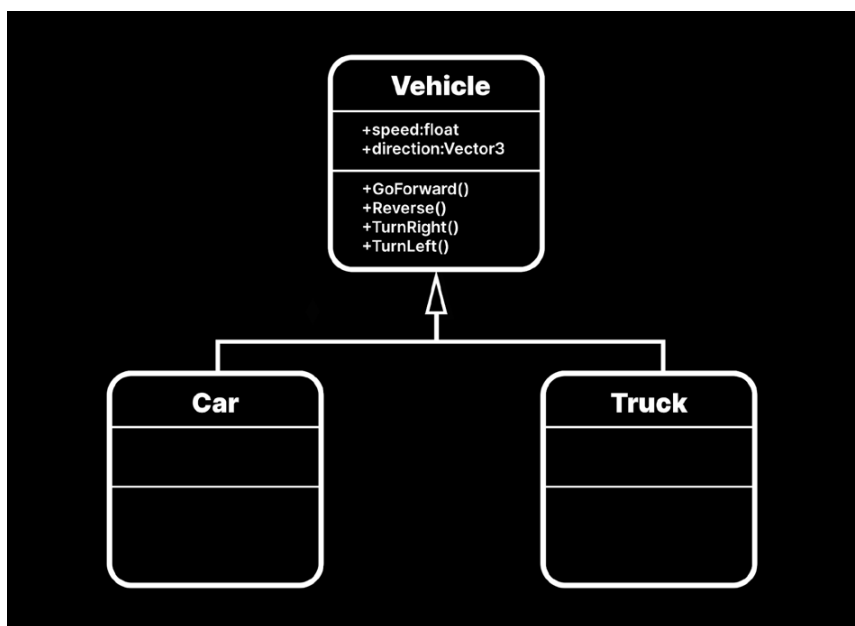 Vehicle
+speed:float
+direction:Vector3
+GoForward()
+Reverse()
+TurnRight()
+TurnLeft()
Car
Truck